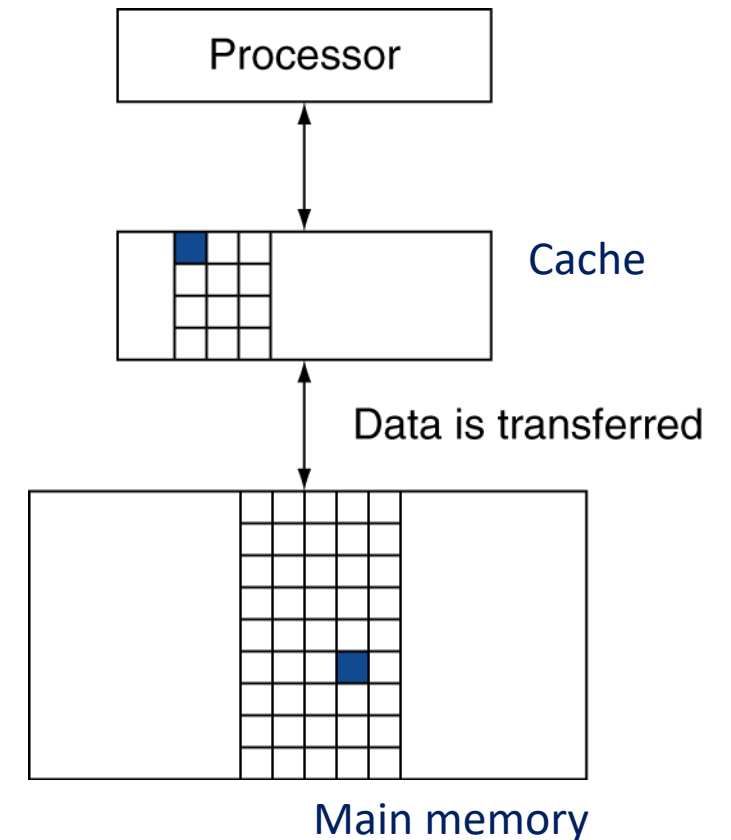 Processor
Cache
Data is transferred
Main memory